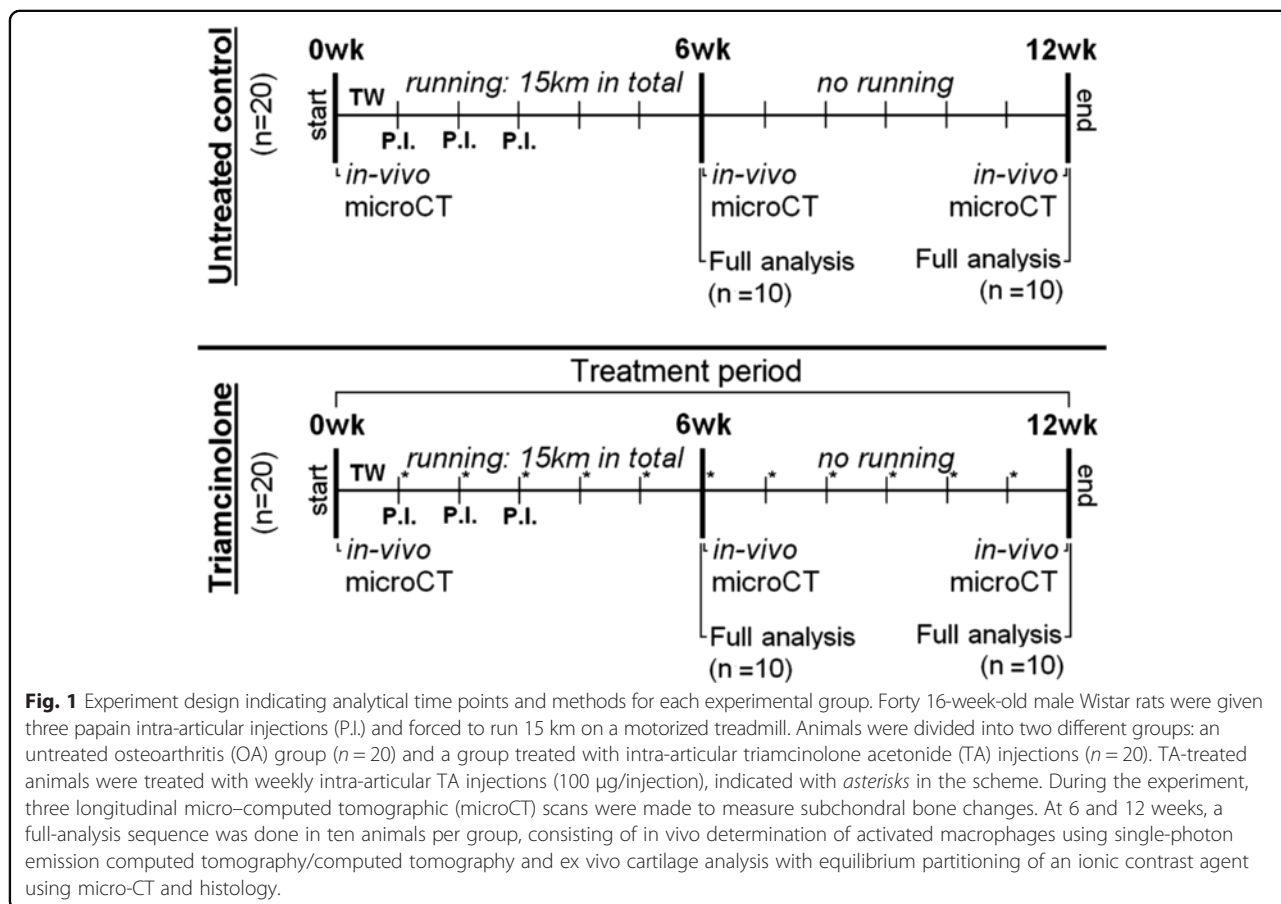 Untreated control
(n=20)
0wk
6wk
12wk
start
TW
running: 15km in total
no running
end
P.I. P.I. P.I.
in-vivo
microCT
in-vivo
microCT
in-vivo
microCT
Full analysis
(n =10)
Full analysis
(n =10)
Triamcinolone
(n=20)
Treatment period
0wk
6wk
12wk
start
TW
running: 15km in total
no running
end
* * * * * * * * * * *
P.I. P.I. P.I.
in-vivo
microCT
in-vivo
microCT
in-vivo
microCT
Full analysis
(n =10)
Full analysis
(n =10)
Fig. 1 Experiment design indicating analytical time points and methods for each experimental group. Forty 16-week-old male Wistar rats were given
three papain intra-articular injections (P.I.) and forced to run 15 km on a motorized treadmill. Animals were divided into two different groups: an
untreated osteoarthritis (OA) group (n = 20) and a group treated with intra-articular triamcinolone acetonide (TA) injections (n = 20). TA-treated
animals were treated with weekly intra-articular TA injections (100 μg/injection), indicated with asterisks in the scheme. During the experiment,
three longitudinal micro–computed tomographic (microCT) scans were made to measure subchondral bone changes. At 6 and 12 weeks, a
full-analysis sequence was done in ten animals per group, consisting of in vivo determination of activated macrophages using single-photon
emission computed tomography/computed tomography and ex vivo cartilage analysis with equilibrium partitioning of an ionic contrast agent
using micro-CT and histology.